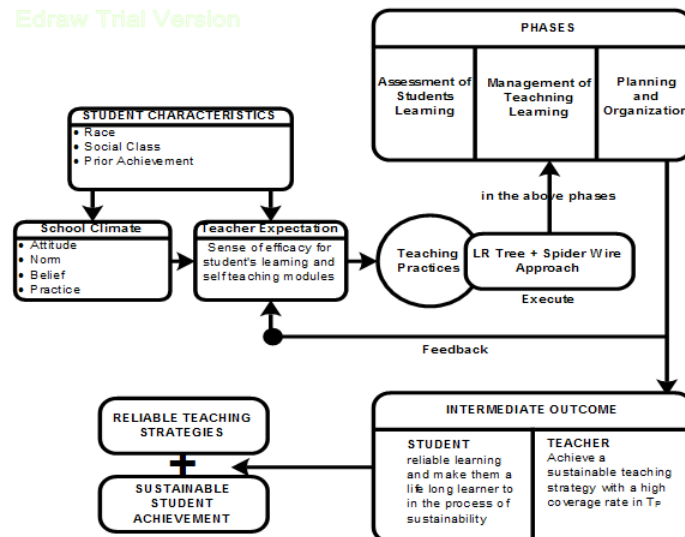 Edraw Trial Version
PHASES
Assessment of
Students
Learning
Management of
Teachning
Learning
Planning
and
Organization
STUDENT CHARACTERISTICS
• Race
• Social Class
• Prior Achievement
in the above phases
School Climate
• Attitude
• Norm
• Belief
• Practice
Teacher Expectation
Sense of efficacy for
student's learning and
self teaching modules
Teaching
Practices
LR Tree + Spider Wire
Approach
Execute
Feedback
INTERMEDIATE OUTCOME
STUDENT
reliable learning
and make them a
life long learner to
in the process of
sustainability
TEACHER
Achieve a
sustainable teaching
strategy with a high
coverage rate in TP
RELIABLE TEACHING
STRATEGIES
+
SUSTAINABLE
STUDENT
ACHIEVEMENT